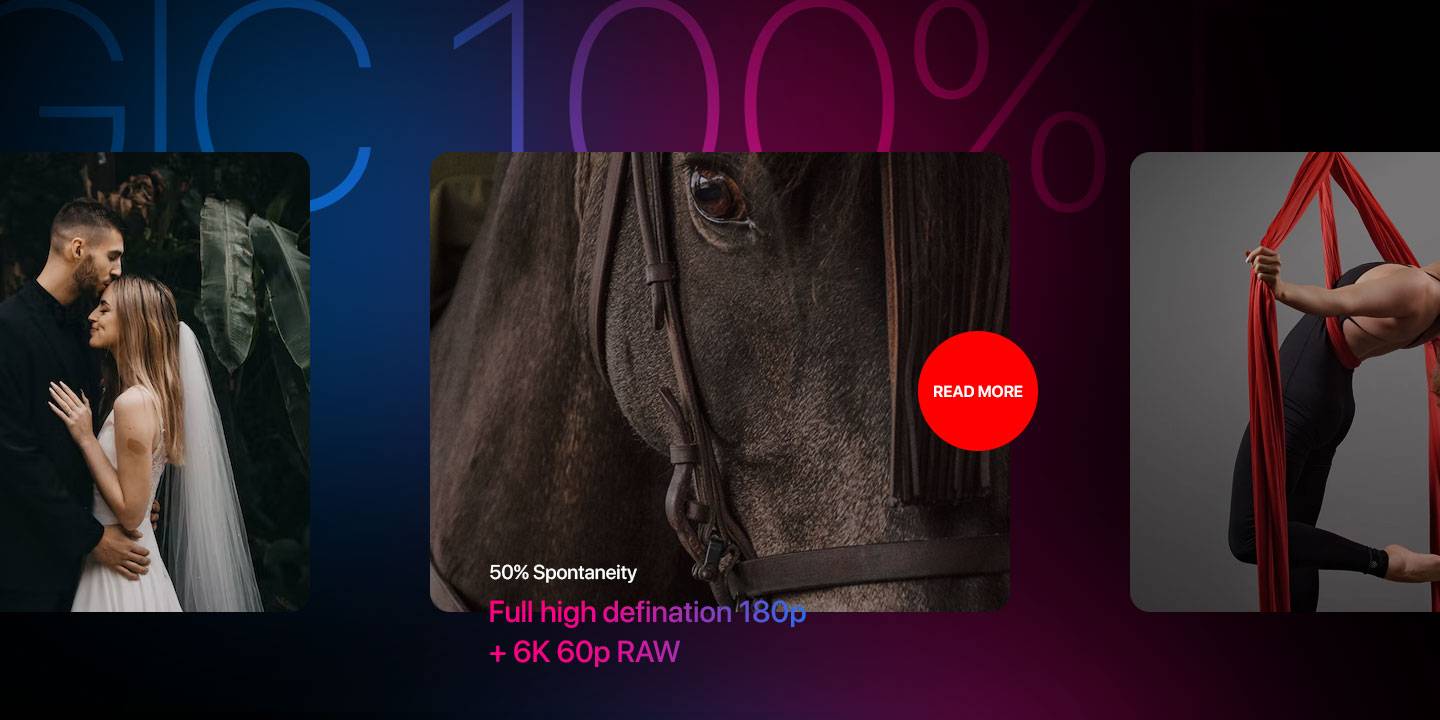 GIC 100%
READ MORE
50% Spontaneity
Full high defination 180p
+ 6K 60p RAW